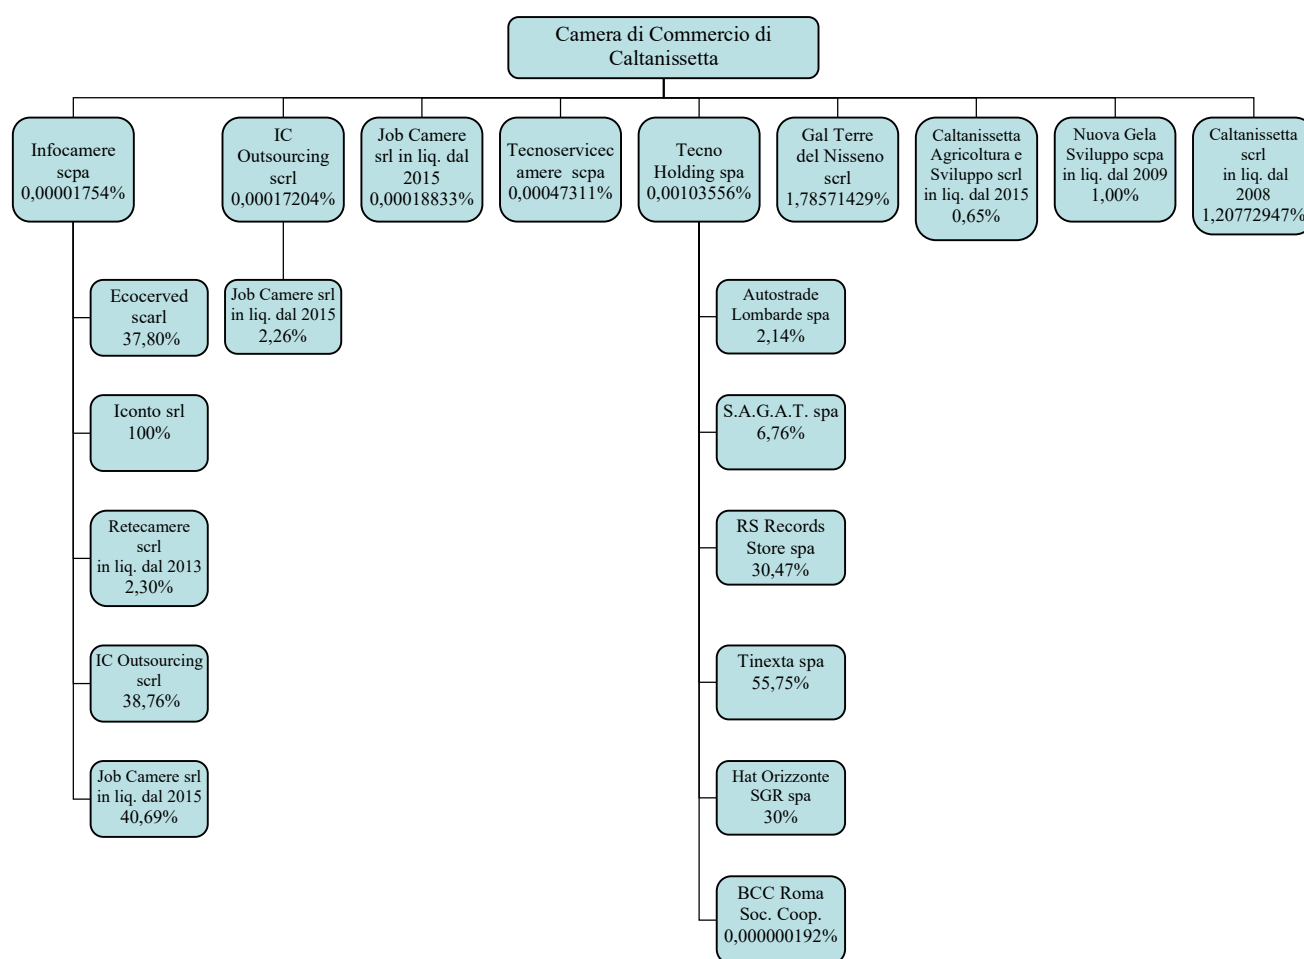 Camera di Commercio di
Caltanissetta
Infocamere
scpa
0,00001754%
IC
Outsourcing
scrl
0,00017204%
Job Camere
srl in liq. dal
2015
0,00018833%
Tecnoservicec
amere scpa
0,00047311%
Tecno
Holding spa
0,00103556%
Gal Terre
del Nisseno
scrl
1,78571429%
Caltanissetta
Agricoltura e
Sviluppo scrl
in liq. dal 2015
0,65%
Nuova Gela
Sviluppo scpa
in liq. dal 2009
1,00%
Caltanissetta
scrl
in liq. dal
2008
1,20772947%
Ecocerved
scarl
37,80%
Iconto srl
100%
Retecamere
scrl
in liq. dal 2013
2,30%
IC Outsourcing
scrl
38,76%
Job Camere srl
in liq. dal 2015
40,69%
Job Camere srl
in liq. dal 2015
2,26%
Autostrade
Lombarde spa
2,14%
S.A.G.A.T. spa
6,76%
RS Records
Store spa
30,47%
Tinexta spa
55,75%
Hat Orizzonte
SGR spa
30%
BCC Roma
Soc. Coop.
0,000000192%